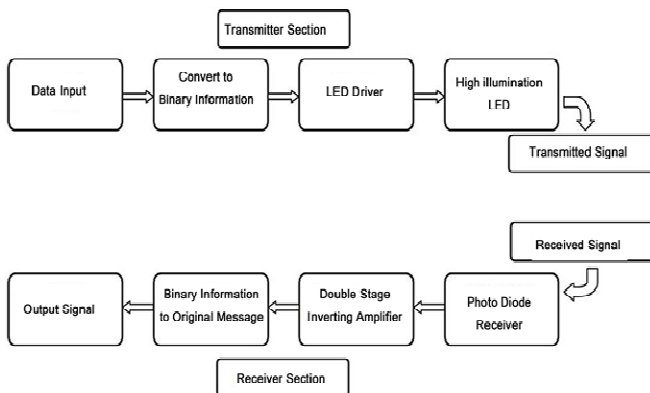 Transmitter Section
Data Input
Convert to
Binary Information
LED Driver
High illumination
LED
Transmitted Signal
Received Signal
Output Signal
Binary Information
to Original Message
Double Stage
Inverting Amplifier
Photo Diode
Receiver
Receiver Section